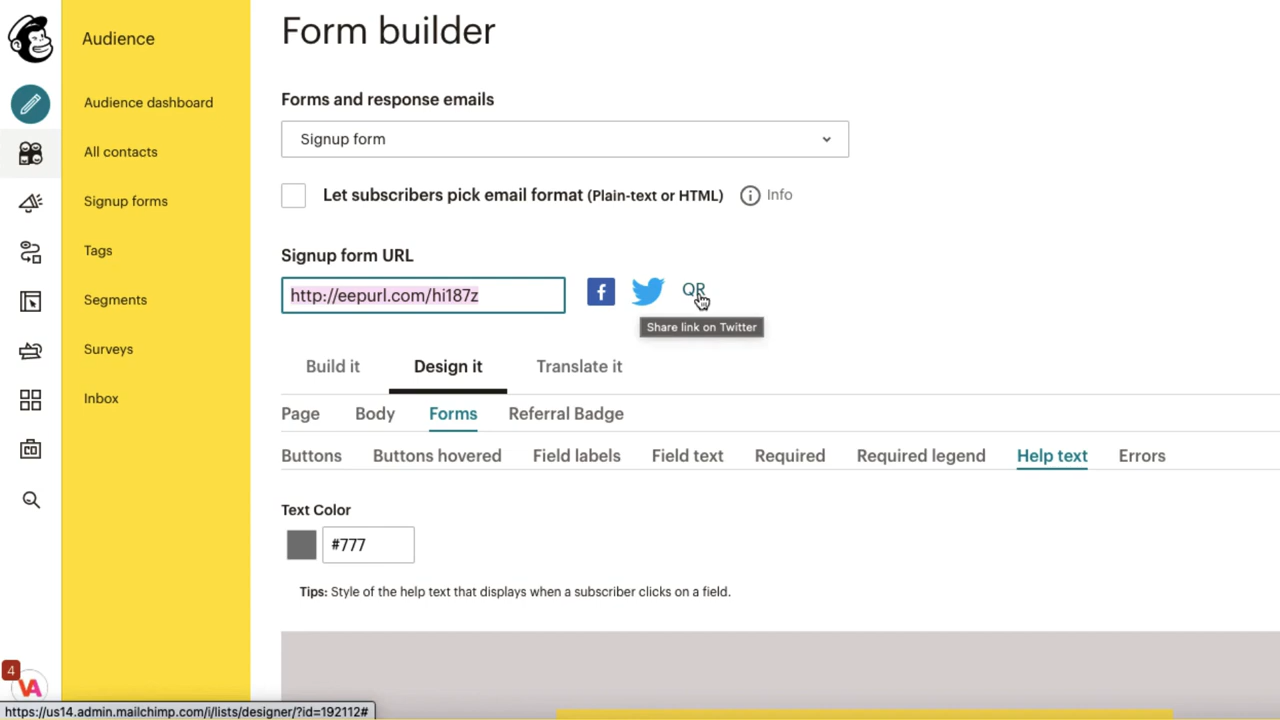 Form builder
Audience
Forms and response emails
Audience dashboard
Signup form
All contacts
Let subscribers pick email format (Plain-text or HTML) Info
Signup forms
Tags
Signup form URL
http://eepurl.com/hi187z QR
Segments
Share link on Twitter
Surveys
Build it Design it Translate it
Inbox
Page Body Forms Referral Badge
Buttons Buttons hovered Field labels Field text Required Required legend Help text Errors
Text Color
#777
Tips: Style of the help text that displays when a subscriber clicks on a field.
4
VA
https://us14.admin.mailchimp.com/i/lists/designer/?id=192112#